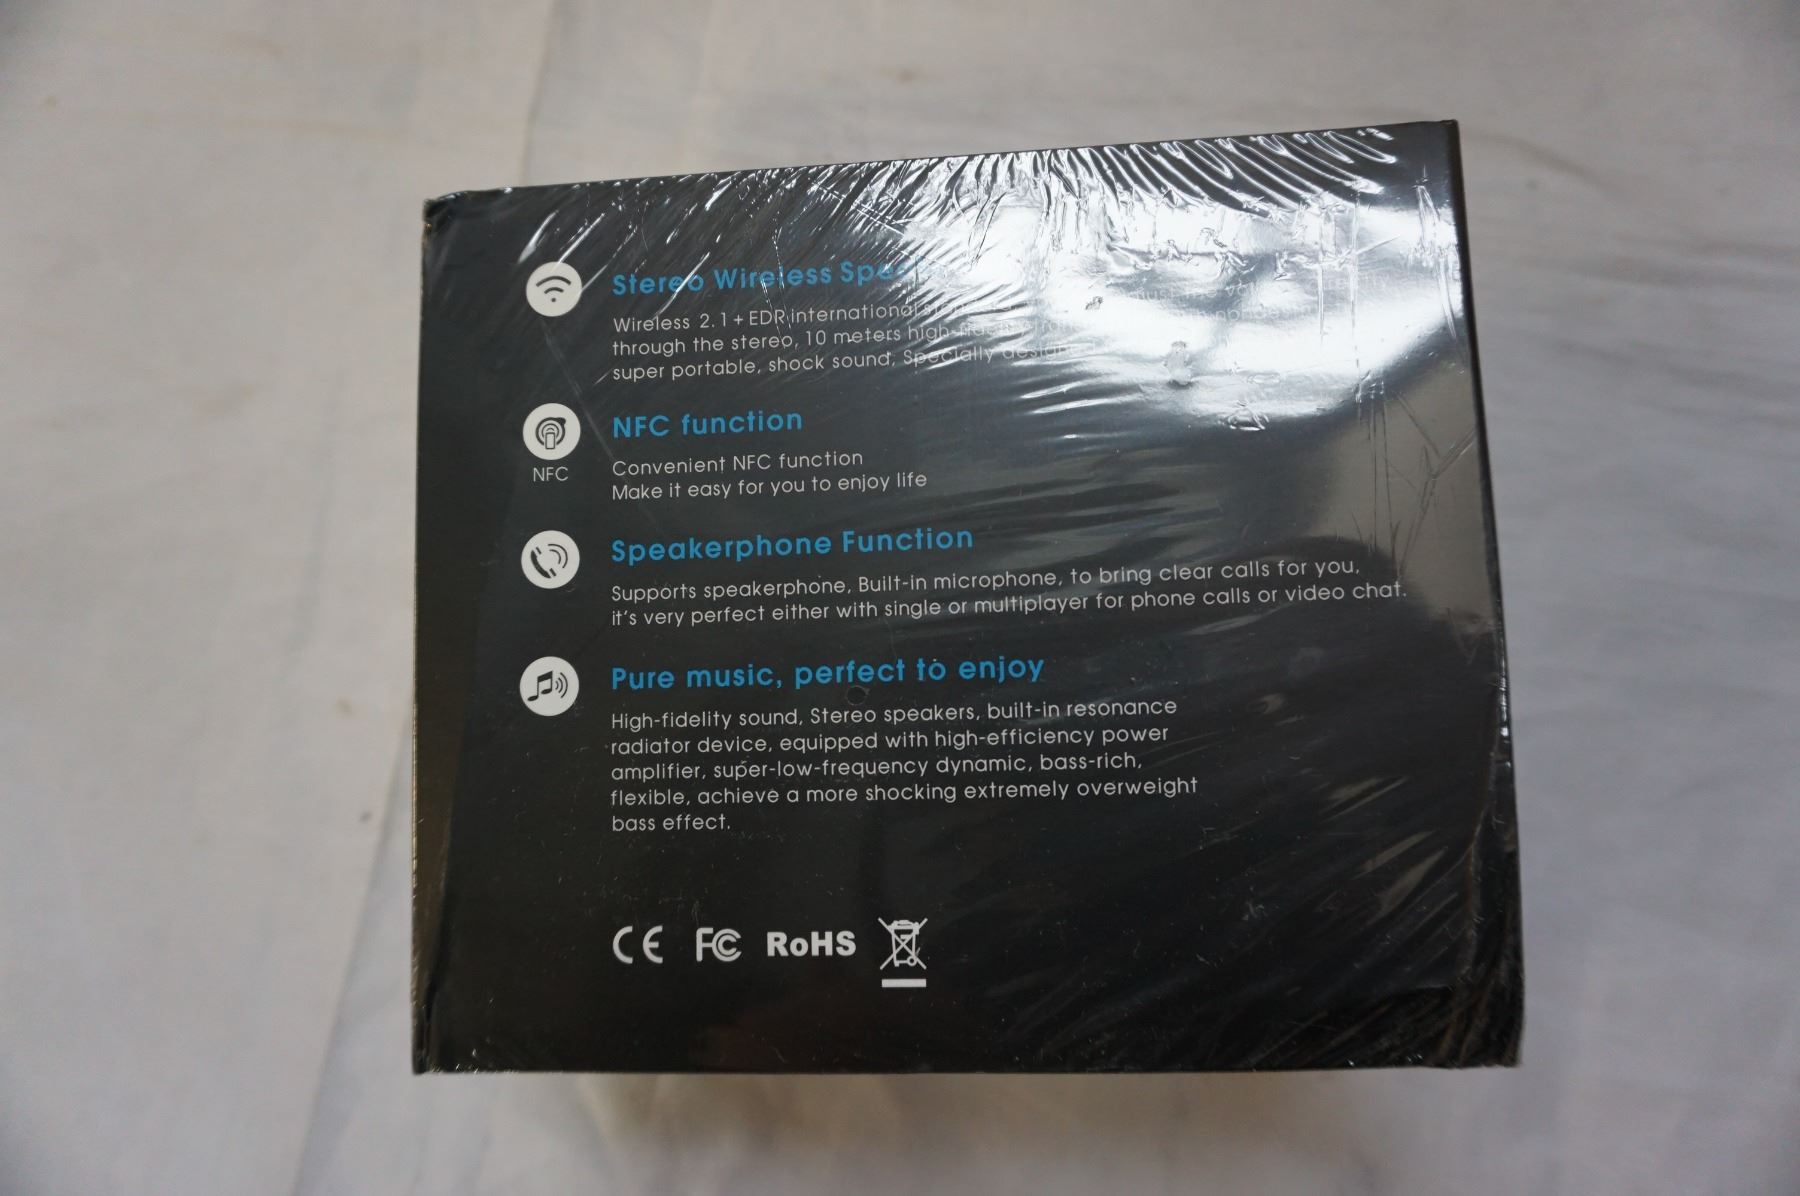 Stereo Wireless
Wireless 2.1+EDR international
through the stereo, 10 meters high-fidelity
super portable, shock sound, Specially
NFC function
NFC
Convenient NFC function
Make it easy for you to enjoy life
Speakerphone Function
Supports speakerphone, Built-in microphone, to bring clear calls for you,
it's very perfect either with single or multiplayer for phone calls or video chat.
Pure music, perfect to enjoy
High-fidelity sound, Stereo speakers, built-in resonance
radiator device, equipped with high-efficiency power
amplifier, super-low-frequency dynamic, bass-rich,
flexible, achieve a more shocking extremely overweight
bass effect.
CE FC RoHS